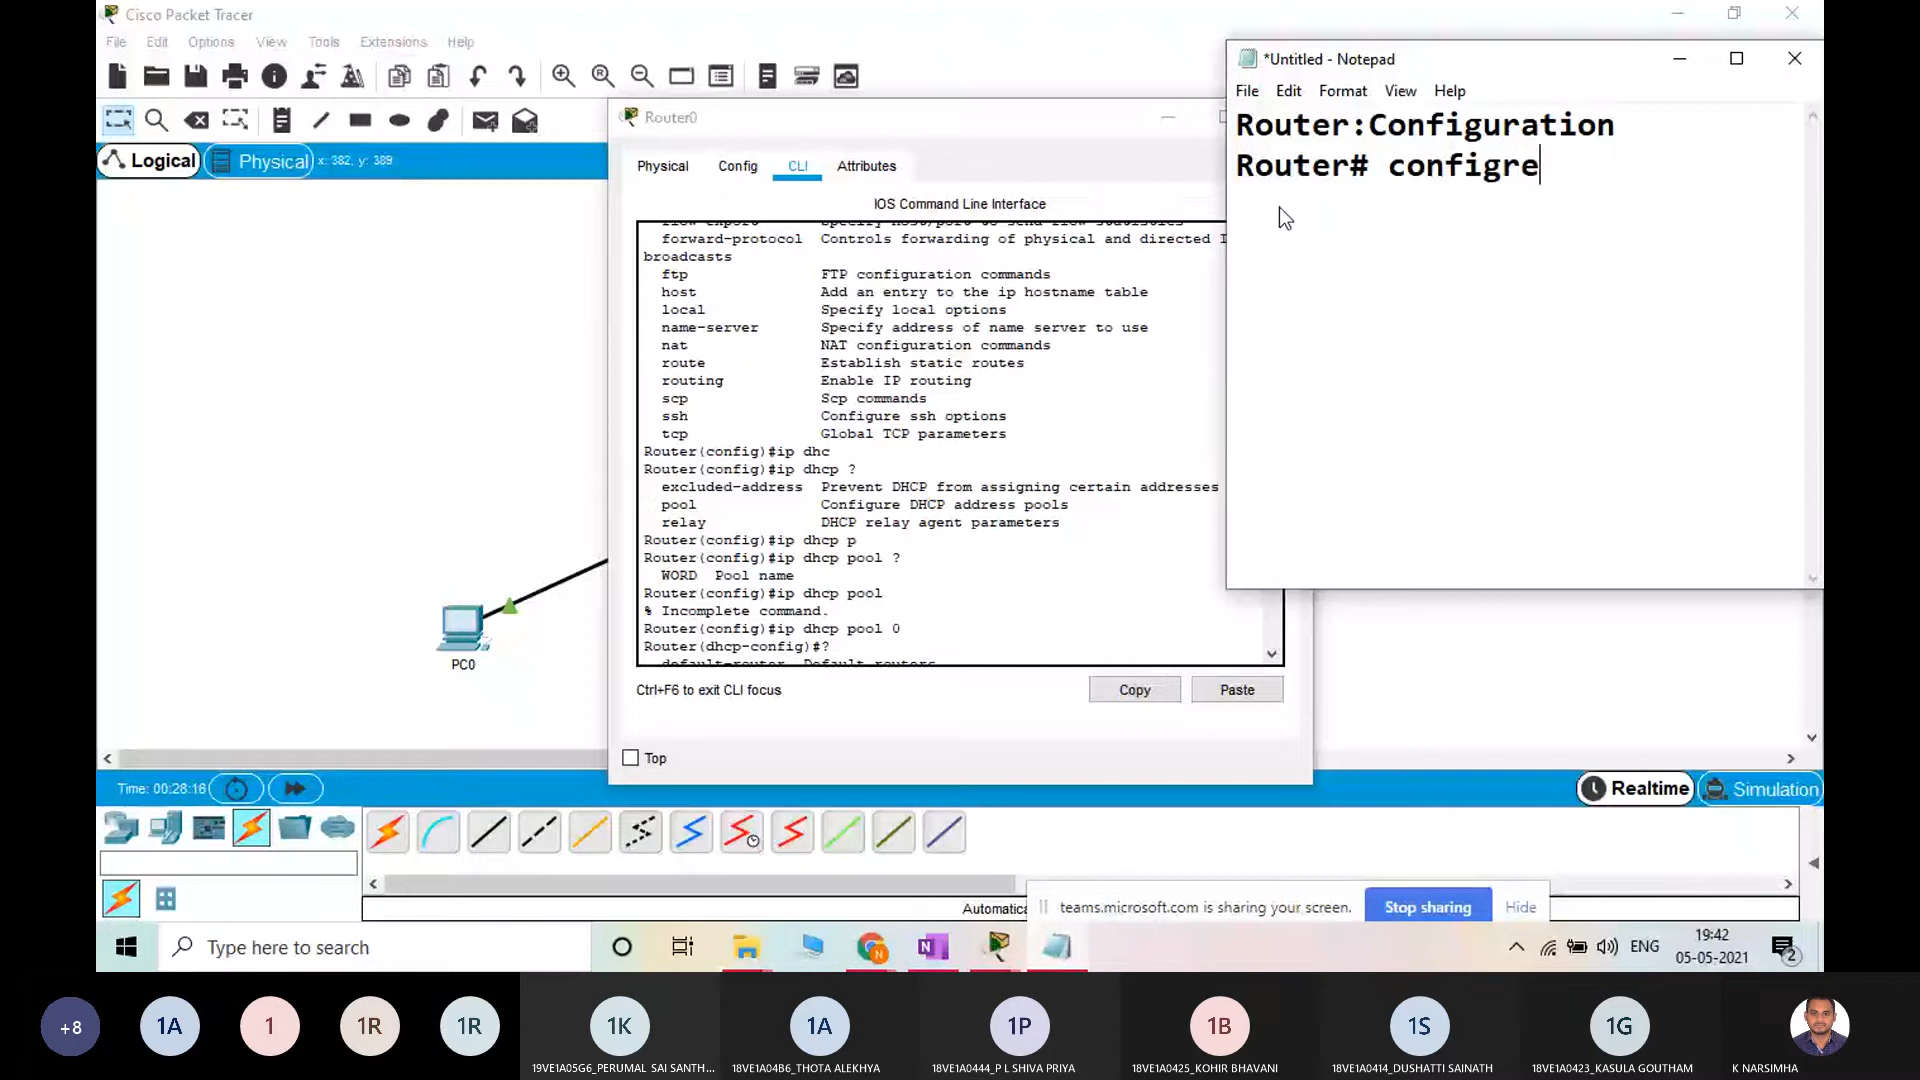 Cisco Packet Tracer
File Edit Options View Tools Extensions Help
Logical Physical x: 382, y: 389
PC0
Router0
Physical Config CLI Attributes
IOS Command Line Interface
forward-protocol Controls forwarding of physical and directed I
broadcasts
ftp FTP configuration commands
host Add an entry to the ip hostname table
local Specify local options
name-server Specify address of name server to use
nat NAT configuration commands
route Establish static routes
routing Enable IP routing
scp Scp commands
ssh Configure ssh options
tcp Global TCP parameters
Router(config)#ip dhc
Router(config)#ip dhcp ?
excluded-address Prevent DHCP from assigning certain addresses
pool Configure DHCP address pools
relay DHCP relay agent parameters
Router(config)#ip dhcp p
Router(config)#ip dhcp pool ?
WORD Pool name
Router(config)#ip dhcp pool
% Incomplete command.
Router(config)#ip dhcp pool 0
Router(dhcp-config)#?
default-router Default routers
Ctrl+F6 to exit CLI focus
Copy Paste
Top
*Untitled - Notepad
File Edit Format View Help
Router:Configuration
Router# configre
Time: 00:28:16
Realtime Simulation
Automatica
teams.microsoft.com is sharing your screen. Stop sharing Hide
Type here to search
ENG
19:42
05-05-2021
2
+8 1A 1 1R 1R 1K 1A 1P 1B 1S 1G
19VE1A05G6_PERUMAL SAI SANTH... 18VE1A04B6_THOTA ALEKHYA 18VE1A0444_P L SHIVA PRIYA 18VE1A0425_KOHIR BHAVANI 18VE1A0414_DUSHATTI SAINATH 18VE1A0423_KASULA GOUTHAM K NARSIMHA